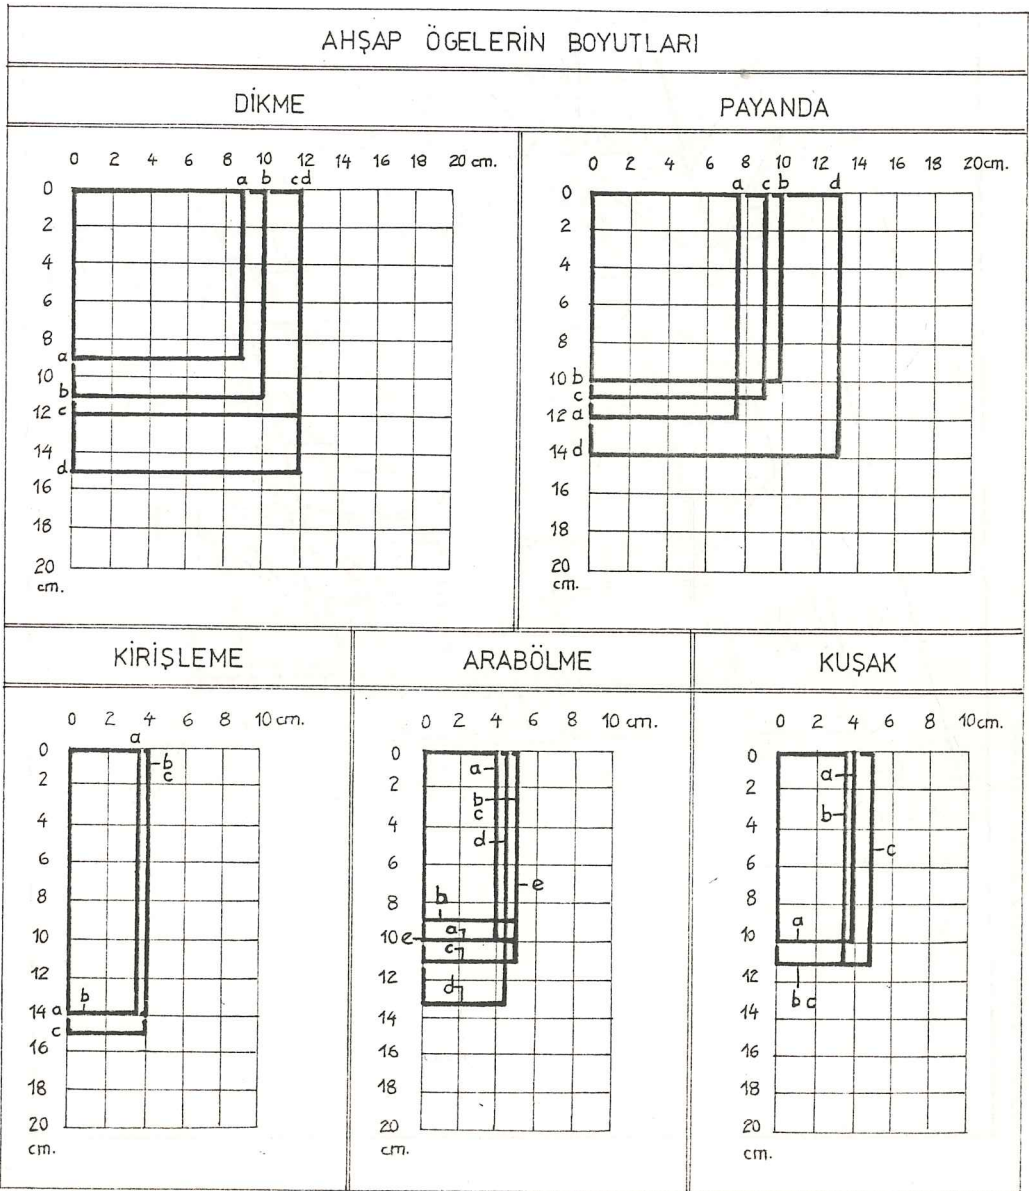 AHŞAP ÖGELERİN BOYUTLARI
DİKME
PAYANDA
0 2 4 6 8 10 12 14 16 18 20 cm.
a b c d
0
2
4
6
8
a
10
b
12 c
14
d
16
18
20
cm.
0 2 4 6 8 10 12 14 16 18 20 cm.
a c b d
0
2
4
6
8
10 b
c
12 a
14 d
16
18
20
cm.
KİRİŞLEME
ARABÖLME
KUŞAK
0 2 4 6 8 10 cm.
a
0
b
c
2
4
6
8
10
12
b
14 a
c
16
18
20
cm.
0 2 4 6 8 10 cm.
0
a
2
b
c
4
d
6
e
8
b
a
10 e
c
12
d
14
16
18
20
cm.
0 2 4 6 8 10 cm.
0
a
2
b
4
c
6
8
a
10
12
b c
14
16
18
20
cm.